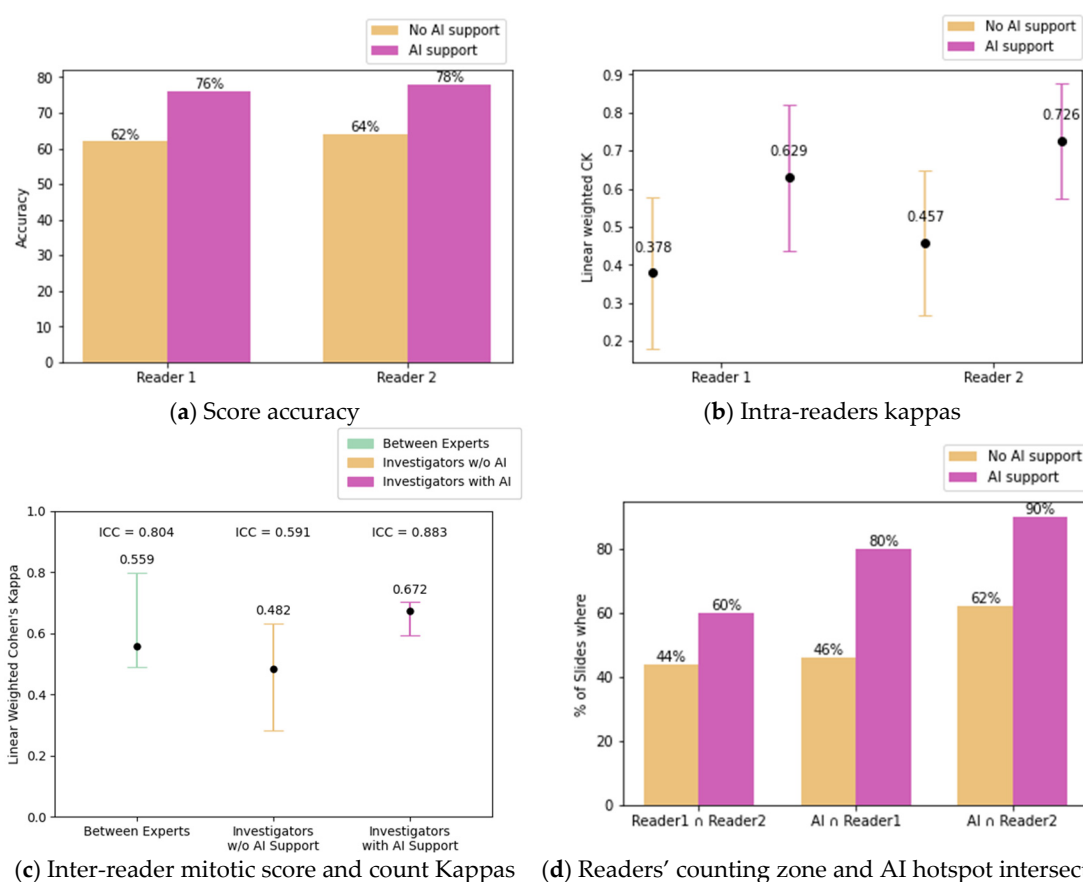 No AI support
AI support
80
70
60
50
40
30
20
10
0
Accuracy
62%
76%
64%
78%
Reader 1
Reader 2
(a) Score accuracy
No AI support
AI support
0.9
0.8
0.7
0.6
0.5
0.4
0.3
0.2
Linear weighted CK
0.378
0.629
0.457
0.726
Reader 1
Reader 2
(b) Intra-readers kappas
Between Experts
Investigators w/o AI
Investigators with AI
1.0
0.8
0.6
0.4
0.2
0.0
Linear Weighted Cohen's Kappa
ICC = 0.804
ICC = 0.591
ICC = 0.883
0.559
0.482
0.672
Between Experts
Investigators
w/o AI Support
Investigators
with AI Support
(c) Inter-reader mitotic score and count Kappas
No AI support
AI support
80
60
40
20
0
% of Slides where
44%
60%
46%
80%
62%
90%
Reader1 ∩ Reader2
AI ∩ Reader1
AI ∩ Reader2
(d) Readers’ counting zone and AI hotspot intersec